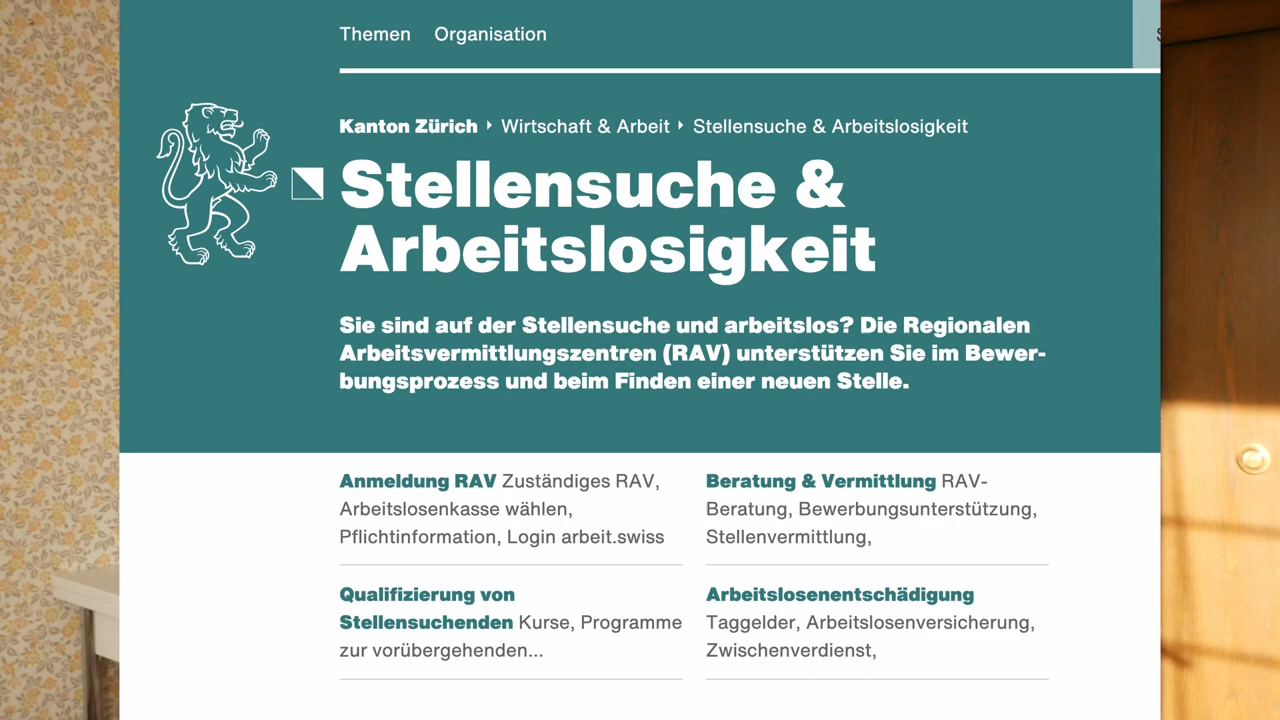 Themen Organisation
Kanton Zürich Wirtschaft & Arbeit Stellensuche & Arbeitslosigkeit
Stellensuche &
Arbeitslosigkeit
Sie sind auf der Stellensuche und arbeitslos? Die Regionalen
Arbeitsvermittlungszentren (RAV) unterstützen Sie im Bewer-
bungsprozess und beim Finden einer neuen Stelle.
Anmeldung RAV Zuständiges RAV,
Arbeitslosenkasse wählen,
Pflichtinformation, Login arbeit.swiss
Beratung & Vermittlung RAV-
Beratung, Bewerbungsunterstützung,
Stellenvermittlung,
Qualifizierung von
Stellensuchenden Kurse, Programme
zur vorübergehenden...
Arbeitslosenentschädigung
Taggelder, Arbeitslosenversicherung,
Zwischenverdienst,